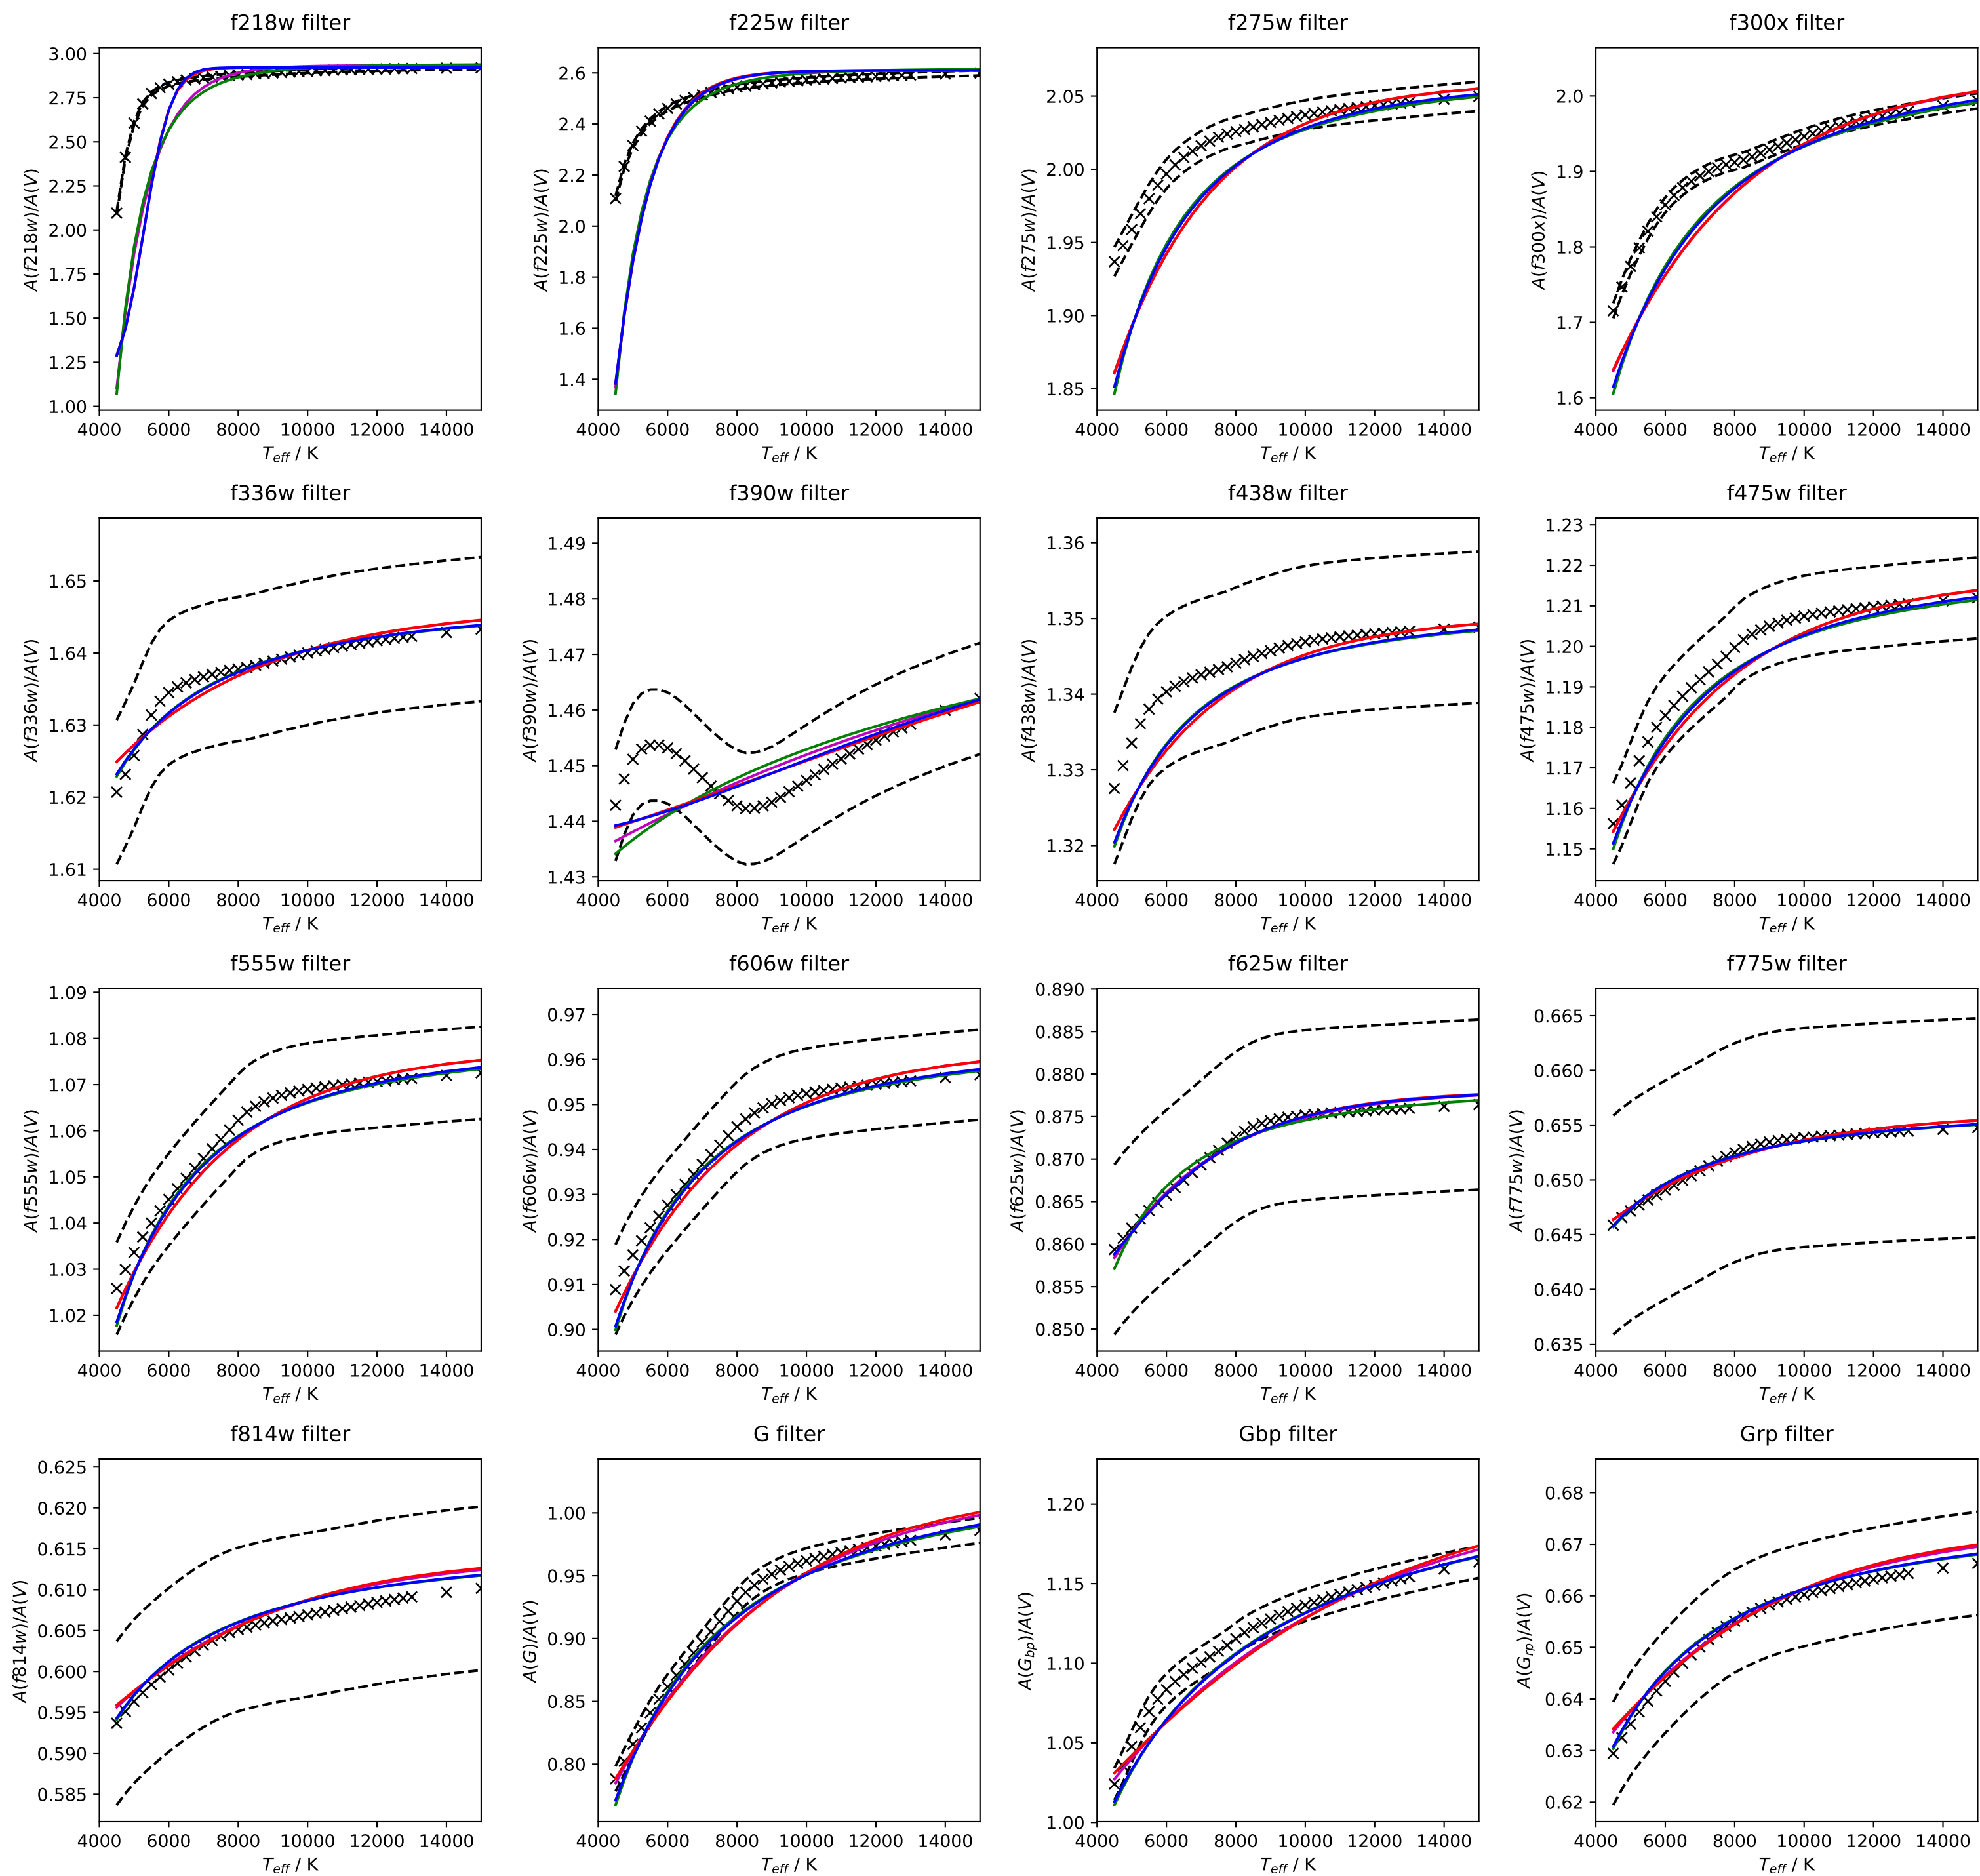 f218w filter
f225w filter
f275w filter
f300x filter
A(f218w)/A(V)
3.00
2.75
2.50
2.25
2.00
1.75
1.50
1.25
1.00
4000 6000 8000 10000 12000 14000
T_eff / K
A(f225w)/A(V)
2.6
2.4
2.2
2.0
1.8
1.6
1.4
4000 6000 8000 10000 12000 14000
T_eff / K
A(f275w)/A(V)
2.05
2.00
1.95
1.90
1.85
4000 6000 8000 10000 12000 14000
T_eff / K
A(f300x)/A(V)
2.0
1.9
1.8
1.7
1.6
4000 6000 8000 10000 12000 14000
T_eff / K
f336w filter
f390w filter
f438w filter
f475w filter
A(f336w)/A(V)
1.65
1.64
1.63
1.62
1.61
4000 6000 8000 10000 12000 14000
T_eff / K
A(f390w)/A(V)
1.49
1.48
1.47
1.46
1.45
1.44
1.43
4000 6000 8000 10000 12000 14000
T_eff / K
A(f438w)/A(V)
1.36
1.35
1.34
1.33
1.32
4000 6000 8000 10000 12000 14000
T_eff / K
A(f475w)/A(V)
1.23
1.22
1.21
1.20
1.19
1.18
1.17
1.16
1.15
4000 6000 8000 10000 12000 14000
T_eff / K
f555w filter
f606w filter
f625w filter
f775w filter
A(f555w)/A(V)
1.09
1.08
1.07
1.06
1.05
1.04
1.03
1.02
4000 6000 8000 10000 12000 14000
T_eff / K
A(f606w)/A(V)
0.97
0.96
0.95
0.94
0.93
0.92
0.91
0.90
4000 6000 8000 10000 12000 14000
T_eff / K
A(f625w)/A(V)
0.890
0.885
0.880
0.875
0.870
0.865
0.860
0.855
0.850
4000 6000 8000 10000 12000 14000
T_eff / K
A(f775w)/A(V)
0.665
0.660
0.655
0.650
0.645
0.640
0.635
4000 6000 8000 10000 12000 14000
T_eff / K
f814w filter
G filter
Gbp filter
Grp filter
A(f814w)/A(V)
0.625
0.620
0.615
0.610
0.605
0.600
0.595
0.590
0.585
4000 6000 8000 10000 12000 14000
T_eff / K
A(G)/A(V)
1.00
0.95
0.90
0.85
0.80
4000 6000 8000 10000 12000 14000
T_eff / K
A(G_bp)/A(V)
1.20
1.15
1.10
1.05
1.00
4000 6000 8000 10000 12000 14000
T_eff / K
A(G_rp)/A(V)
0.68
0.67
0.66
0.65
0.64
0.63
0.62
4000 6000 8000 10000 12000 14000
T_eff / K